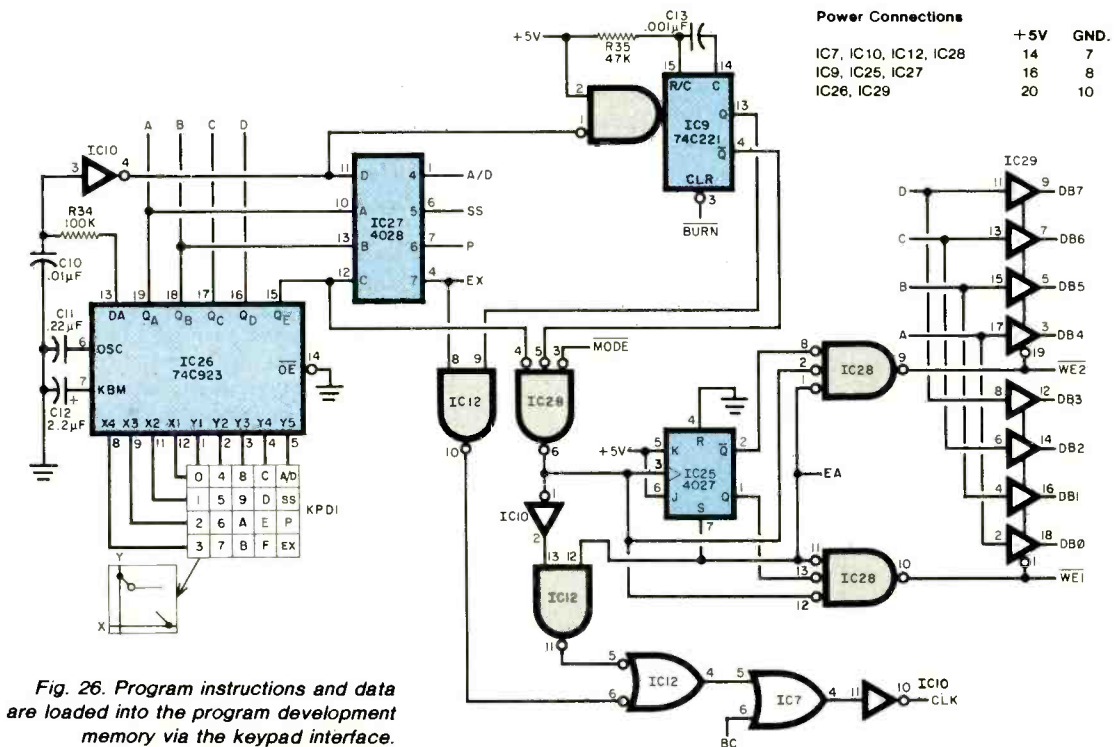 Power Connections
+5V GND.
IC7, IC10, IC12, IC28 14 7
IC9, IC25, IC27 16 8
IC26, IC29 20 10
C13
.001µF
+5V
R35
47K
15 14
R/C C
2
1
13
Q
IC9
74C221
4
Q̅
CLR
3
BURN
A B C D
IC10
3 4
R34
100K
C10
.01µF
C11
.22µF
C12
2.2µF
11 D 4 1 A/D
10 A 5 6 SS
IC27
4028
13 B 6 7 P
12 C 7 4 EX
13 19 18 17 16 15
DA QA QB QC QD QE
6 OSC
IC26
74C923
14
OE
7 KBM
X4 X3 X2 X1 Y1 Y2 Y3 Y4 Y5
8 9 11 12 1 2 3 4 5
0 4 8 C A/D
1 5 9 D SS
2 6 A E P
3 7 B F EX
KPD1
Y
X
8 9
IC12
10
4 5 3
MODE
IC28
6
1
IC10
2
13 12
IC12
11
+5V
4
R
5 K Q̅ 2
3
IC25
4027
6 J Q 1
S
7
8
2
1
IC28
9
EA
11
13
12
IC28
10
5
6
IC12
4
5
6
IC7
4
BC
11 10
IC10
CLK
IC29
D 11 9 DB7
C 13 7 DB6
B 15 5 DB5
A 17 3 DB4
19
WE2
8 12 DB3
6 14 DB2
4 16 DB1
2 18 DBØ
1
WE1
Fig. 26. Program instructions and data
are loaded into the program development
memory via the keypad interface.